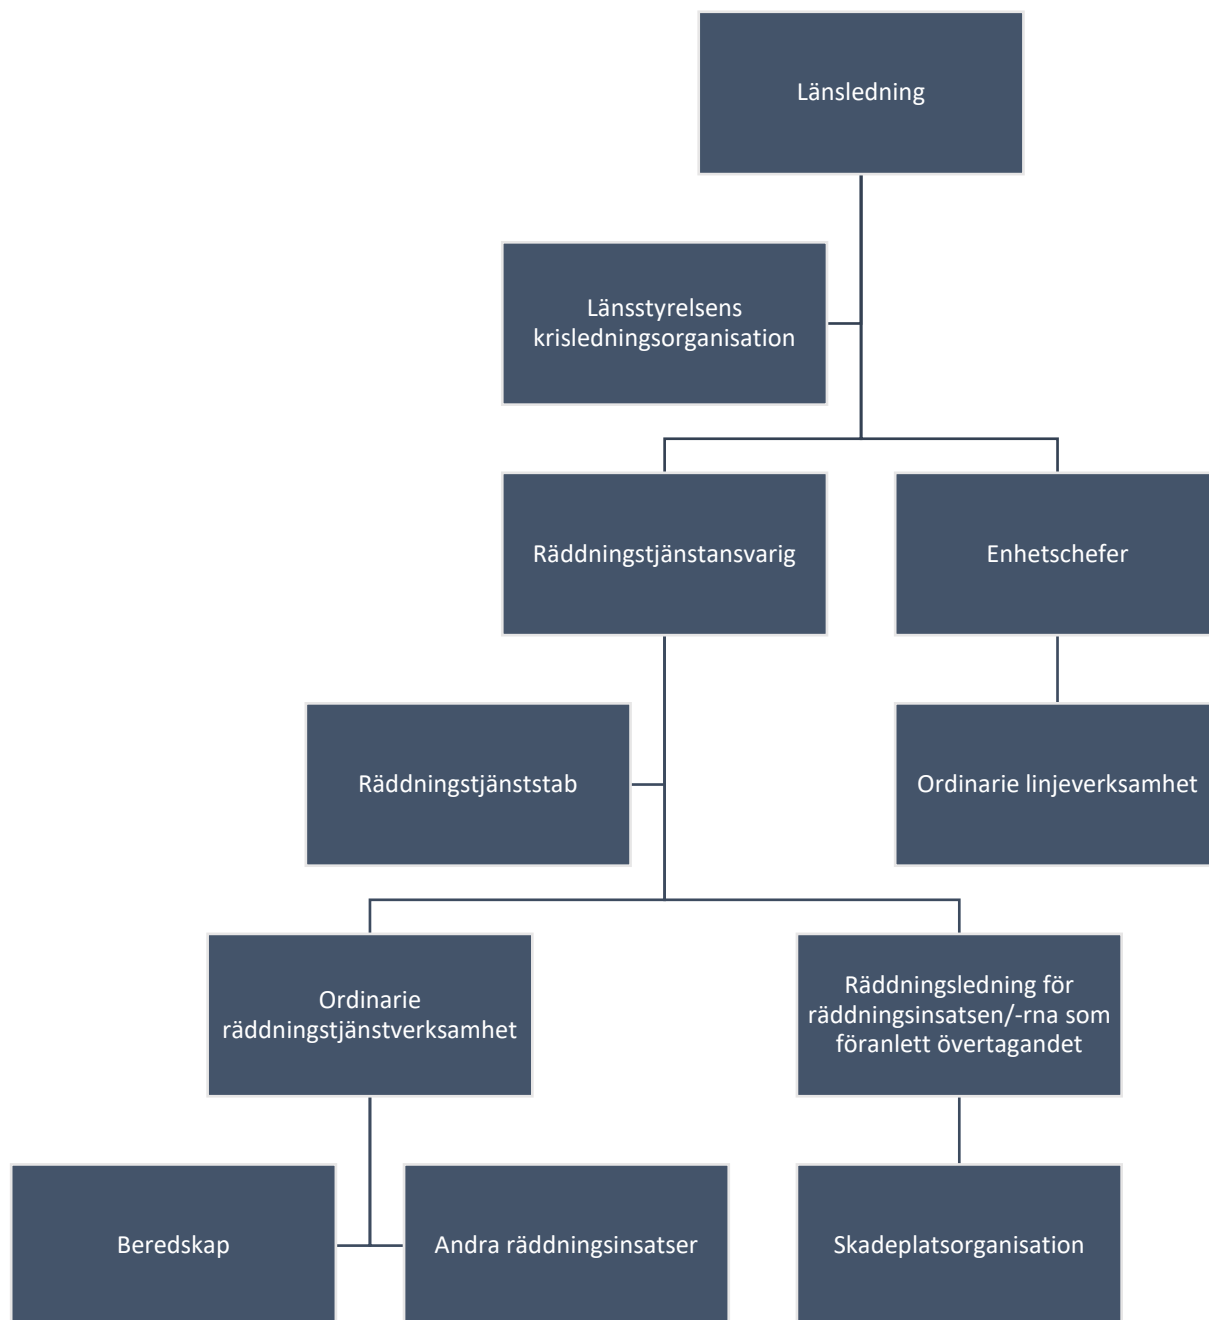 Länsledning
Länsstyrelsens
krisledningsorganisation
Räddningstjänstansvarig
Enhetschefer
Räddningstjänststab
Ordinarie linjeverksamhet
Ordinarie
räddningstjänstverksamhet
Räddningsledning för
räddningsinsatsen/-rna som
föranlett övertagandet
Beredskap
Andra räddningsinsatser
Skadeplatsorganisation